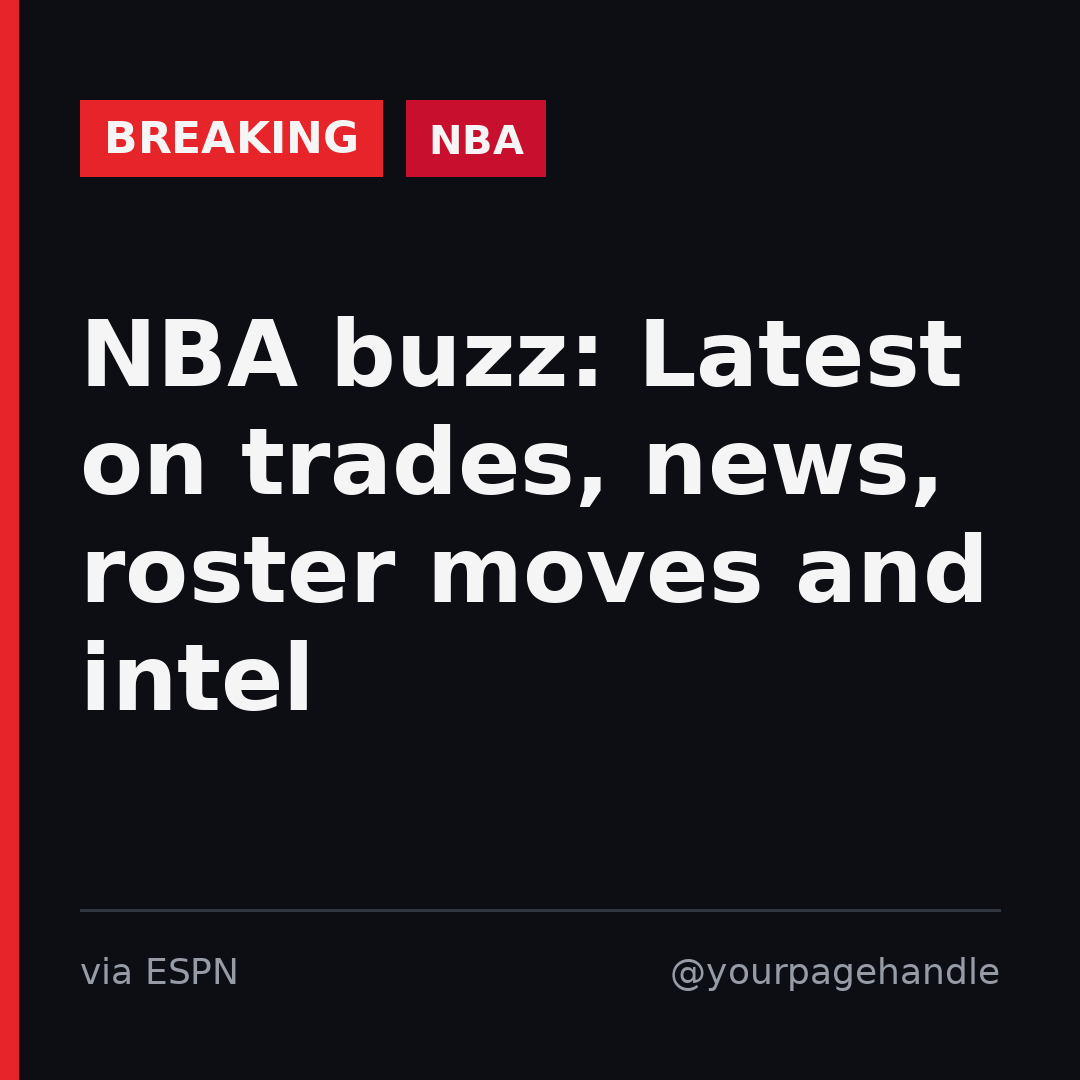 BREAKING NBA
NBA buzz: Latest
on trades, news,
roster moves and
intel
via ESPN @yourpagehandle